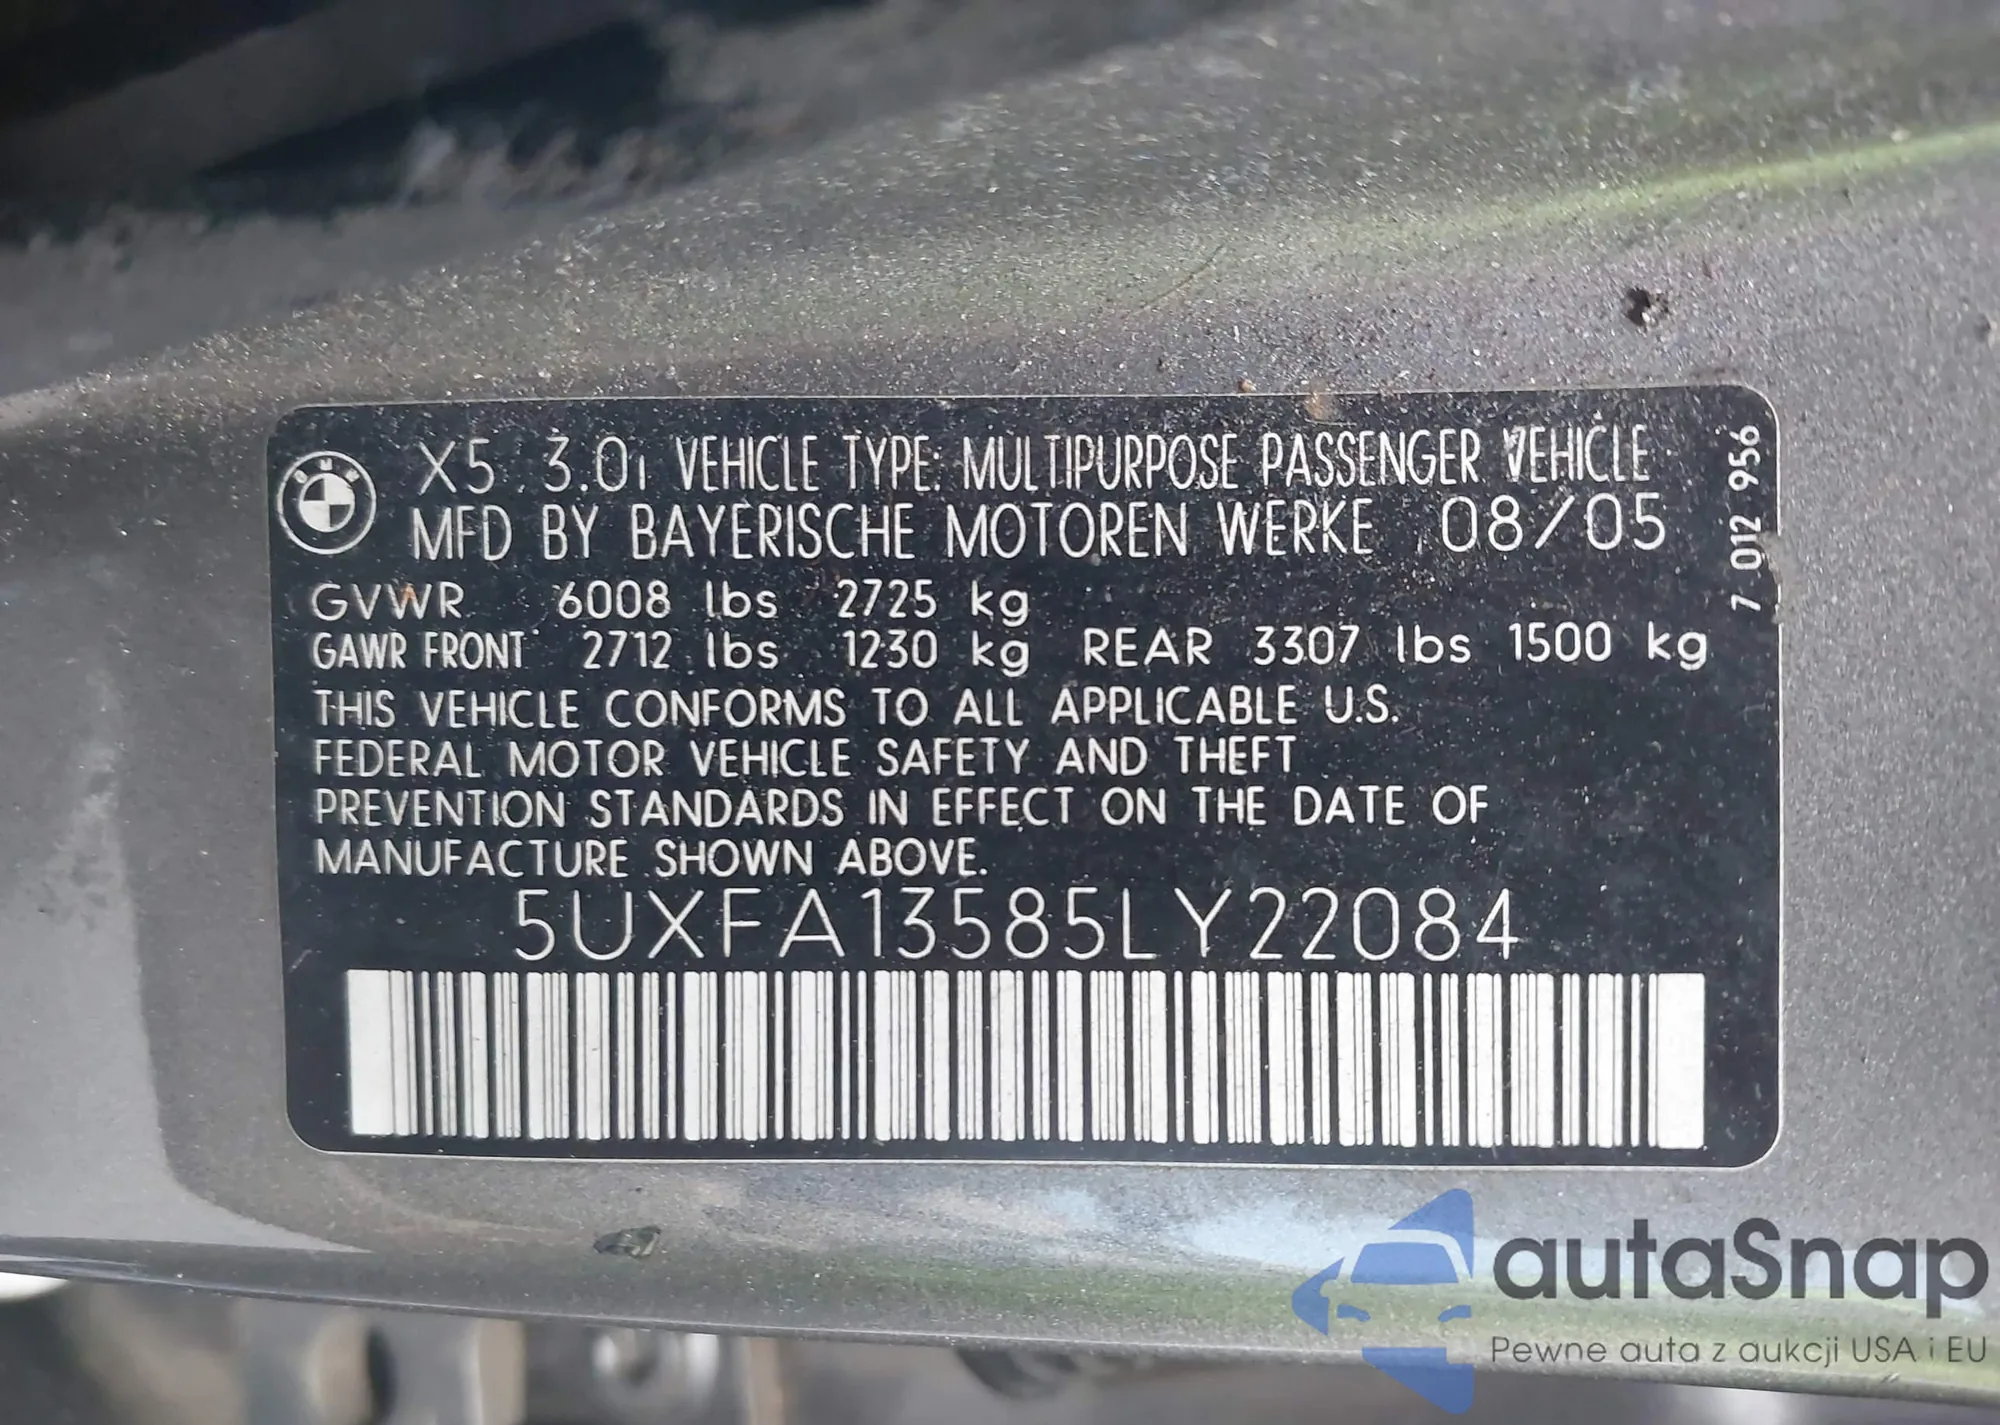 BMW
X5 3.0i VEHICLE TYPE: MULTIPURPOSE PASSENGER VEHICLE
MFD BY BAYERISCHE MOTOREN WERKE 08/05
7 012 956
GVWR 6008 lbs 2725 kg
GAWR FRONT 2712 lbs 1230 kg REAR 3307 lbs 1500 kg
THIS VEHICLE CONFORMS TO ALL APPLICABLE U.S.
FEDERAL MOTOR VEHICLE SAFETY AND THEFT
PREVENTION STANDARDS IN EFFECT ON THE DATE OF
MANUFACTURE SHOWN ABOVE.
5UXFA13585LY22084
autaSnap
Pewne auta z aukcji USA i EU